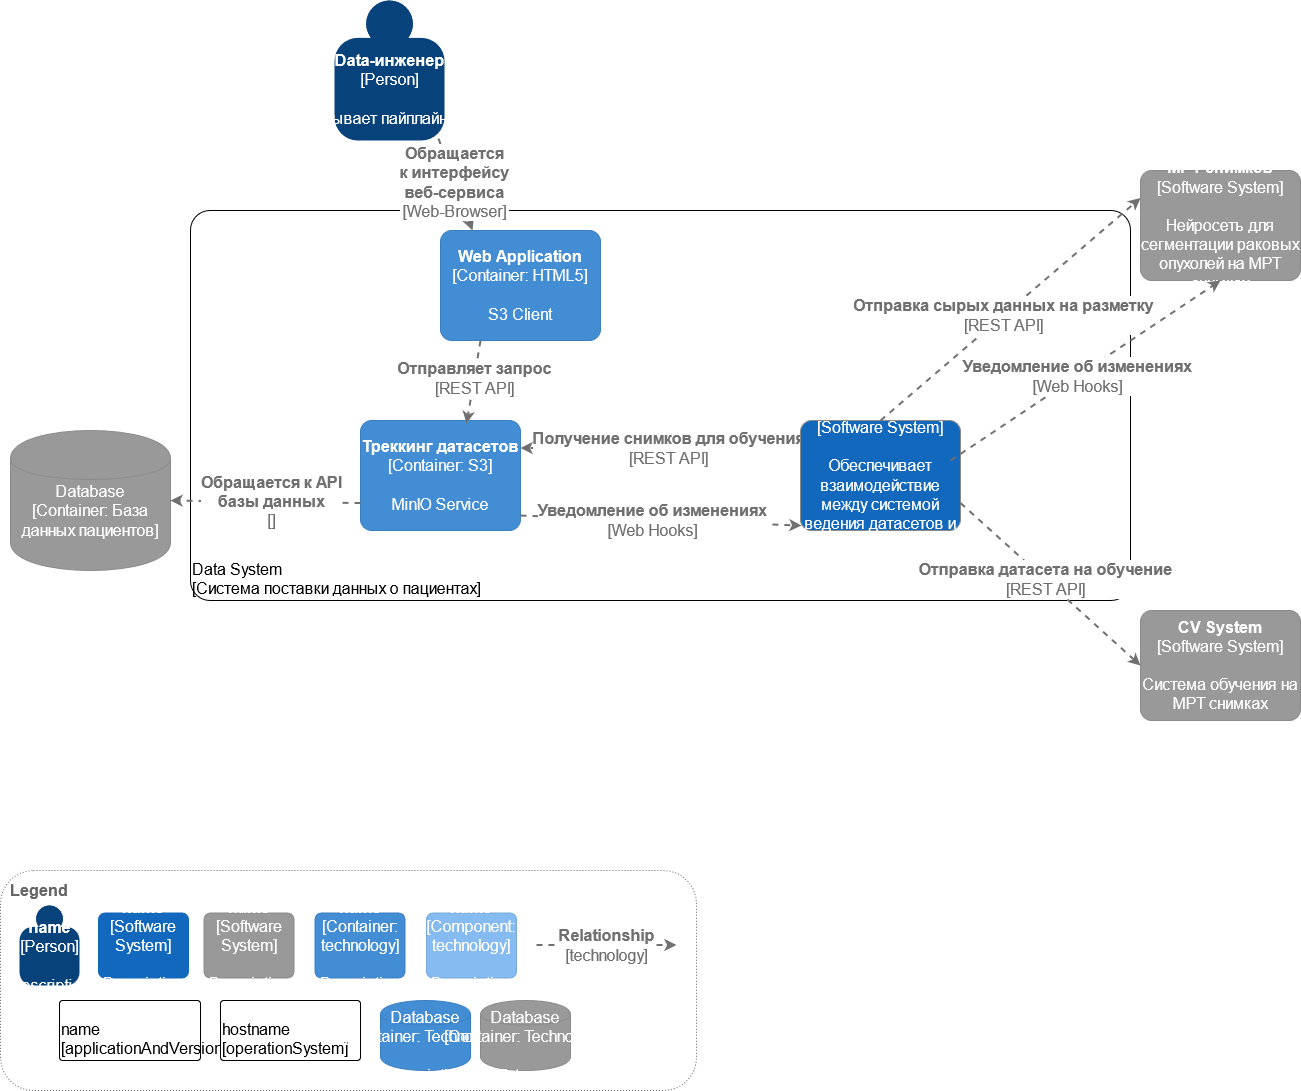 Data-инженер
[Person]
ывает пайплайн
Обращается
к интерфейсу
веб-сервиса
[Web-Browser]
МРТ снимков
[Software System]
Нейросеть для
сегментации раковых
опухолей на МРТ
Web Application
[Container: HTML5]
S3 Client
Отправка сырых данных на разметку
[REST API]
Отправляет запрос
[REST API]
Уведомление об изменениях
[Web Hooks]
Треккинг датасетов
[Container: S3]
MinIO Service
Получение снимков для обучения
[REST API]
[Software System]
Обеспечивает
взаимодействие
между системой
ведения датасетов и
Database
[Container: База
данных пациентов]
Обращается к API
базы данных
[]
Уведомление об изменениях
[Web Hooks]
Data System
[Система поставки данных о пациентах]
Отправка датасета на обучение
[REST API]
CV System
[Software System]
Система обучения на
МРТ снимках
Legend
name
[Person]
[Software
System]
[Software
System]
[Container:
technology]
[Component:
technology]
Relationship
[technology]
name
[applicationAndVersion
hostname
[operationSystem]
Database
tainer: Techno
Database
Container: Techno